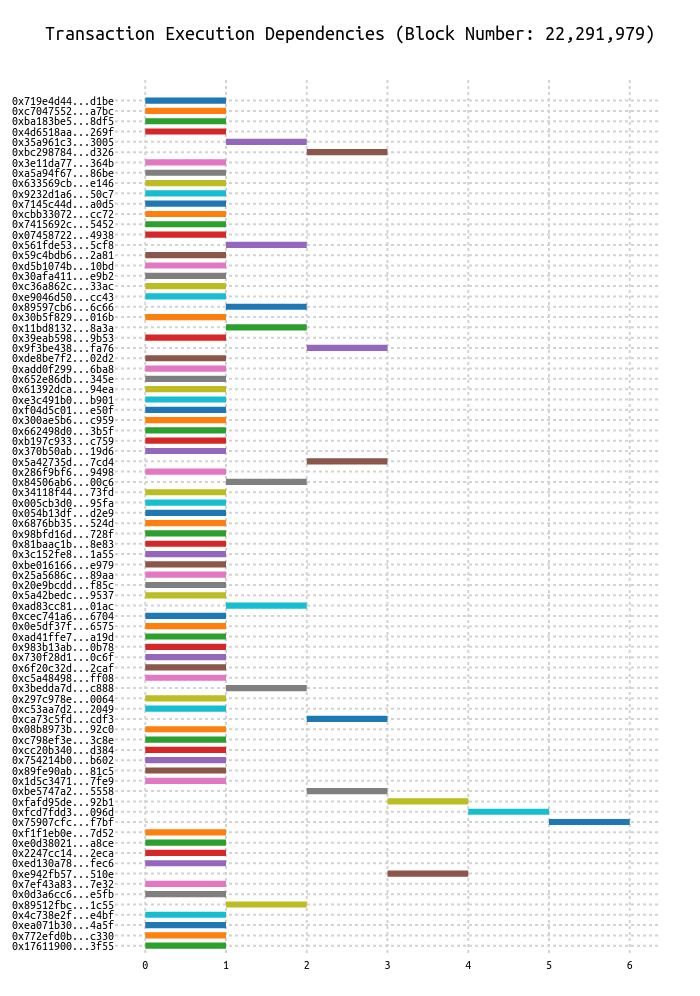 Transaction Execution Dependencies (Block Number: 22,291,979)
0x719e4d44...d1be
0xc7047552...a7bc
0xba183be5...8df5
0x4d6518aa...269f
0x35a961c3...3005
0xbc298784...d326
0x3e11da77...364b
0xa5a94f67...86be
0x633569cb...e146
0x9232d1a6...50c7
0x7145c44d...a0d5
0xcbb33072...cc72
0x7415692c...5452
0x07458722...4938
0x561fde53...5cf8
0x59c4bdb6...2a81
0xd5b1074b...10bd
0x30afa411...e9b2
0xc36a862c...33ac
0xe9046d50...cc43
0x89597cb6...6c66
0x30b5f829...016b
0x11bd8132...8a3a
0x39eab598...9b53
0x9f3be438...fa76
0xde8be7f2...02d2
0xadd0f299...6ba8
0x652e86db...345e
0x61392dca...94ea
0xe3c491b0...b901
0xf04d5c01...e50f
0x300ae5b6...c959
0x662498d0...3b5f
0xb197c933...c759
0x370b50ab...19d6
0x5a42735d...7cd4
0x286f9bf6...9498
0x84506ab6...00c6
0x34118f44...73fd
0x005cb3d0...95fa
0x054b13df...d2e9
0x6876bb35...524d
0x98bfd16d...728f
0x81baac1b...8e83
0x3c152fe8...1a55
0xbe016166...e979
0x25a5686c...89aa
0x20e9bcdd...f85c
0x5a42bedc...9537
0xad83cc81...01ac
0xcec741a6...6704
0x0e5df37f...6575
0xad41ffe7...a19d
0x983b13ab...0b78
0x730f28d1...0c6f
0x6f20c32d...2caf
0xc5a48498...ff08
0x3bedda7d...c888
0x297c978e...0064
0xc53aa7d2...2049
0xca73c5fd...cdf3
0x08b8973b...92c0
0xc798ef3e...3c8e
0xcc20b340...d384
0x754214b0...b602
0x89fe90ab...81c5
0x1d5c3471...7fe9
0xbe5747a2...5558
0xfafd95de...92b1
0xfcd7fdd3...096d
0x75907cfc...f7bf
0xf1f1eb0e...7d52
0xe0d38021...a8ce
0x2247cc14...2eca
0xed130a78...fec6
0xe942fb57...510e
0x7ef43a83...7e32
0x0d3a6cc6...e5fb
0x89512fbc...1c55
0x4c738e2f...e4bf
0xea071b30...4a5f
0x772efd0b...c330
0x17611900...3f55
0 1 2 3 4 5 6